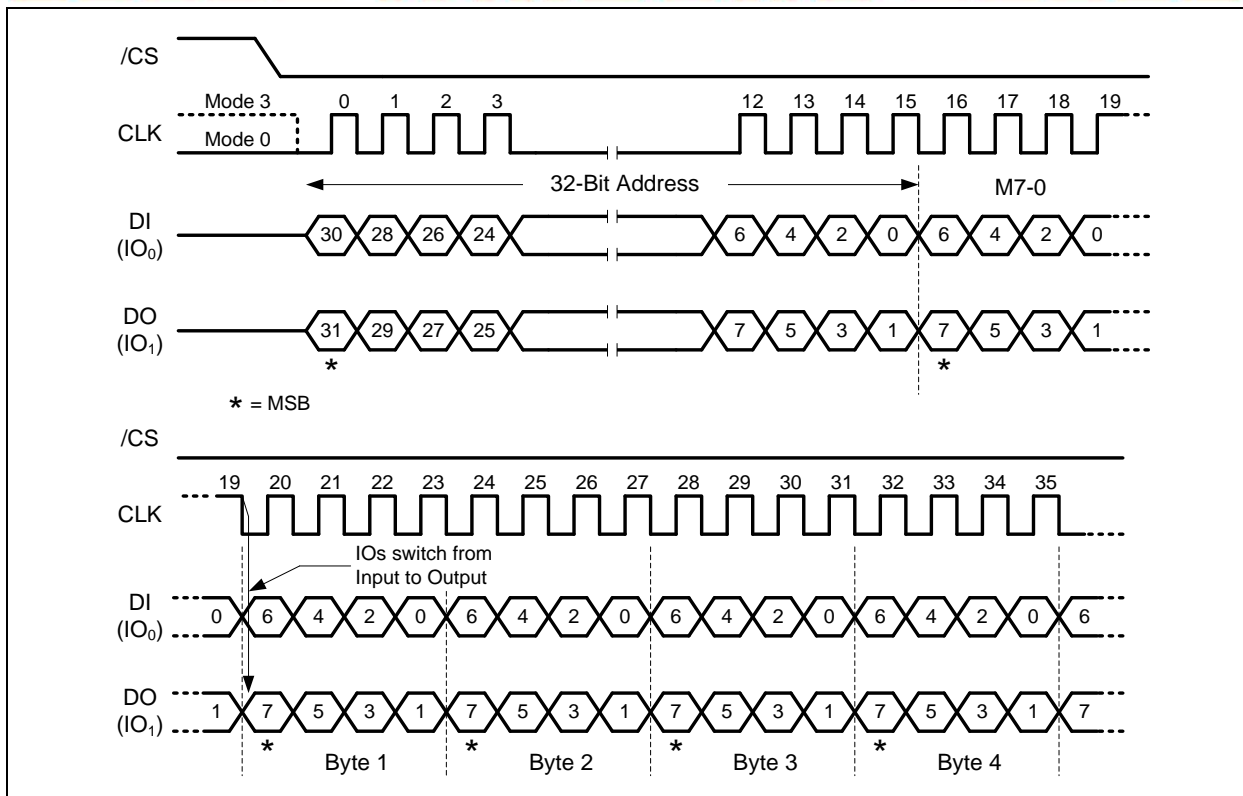 /CS
Mode 3 0 1 2 3 12 13 14 15 16 17 18 19
CLK
Mode 0
32-Bit Address M7-0
DI
(IO0) 30 28 26 24 6 4 2 0 6 4 2 0
DO
(IO1) 31 29 27 25 7 5 3 1 7 5 3 1
* *
* = MSB
/CS
19 20 21 22 23 24 25 26 27 28 29 30 31 32 33 34 35
CLK
IOs switch from
Input to Output
DI
(IO0) 0 6 4 2 0 6 4 2 0 6 4 2 0 6 4 2 0 6
DO
(IO1) 1 7 5 3 1 7 5 3 1 7 5 3 1 7 5 3 1 7
* * * *
Byte 1 Byte 2 Byte 3 Byte 4